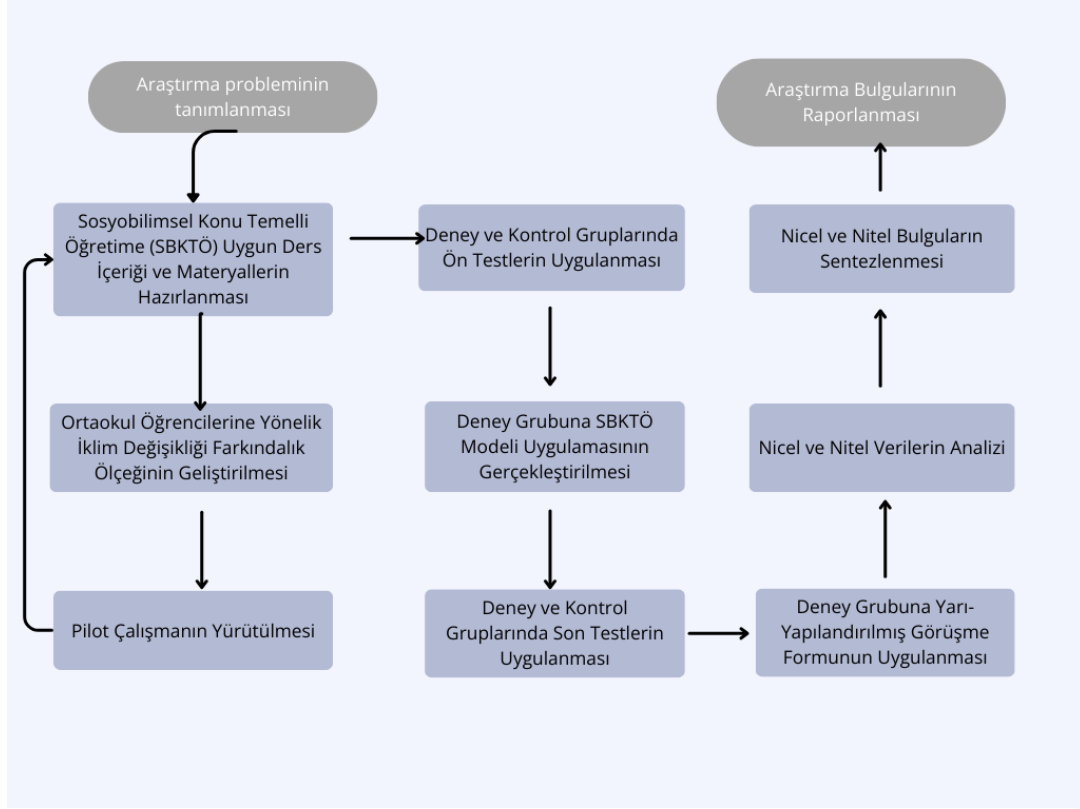 Araştırma probleminin
tanımlanması
Sosyobilimsel Konu Temelli
Öğretime (SBKTÖ) Uygun Ders
İçeriği ve Materyallerin
Hazırlanması
Ortaokul Öğrencilerine Yönelik
İklim Değişikliği Farkındalık
Ölçeğinin Geliştirilmesi
Pilot Çalışmanın Yürütülmesi
Deney ve Kontrol Gruplarında
Ön Testlerin Uygulanması
Deney Grubuna SBKTÖ
Modeli Uygulamasının
Gerçekleştirilmesi
Deney ve Kontrol
Gruplarında Son Testlerin
Uygulanması
Deney Grubuna Yarı-
Yapılandırılmış Görüşme
Formunun Uygulanması
Nicel ve Nitel Verilerin Analizi
Nicel ve Nitel Bulguların
Sentezlenmesi
Araştırma Bulgularının
Raporlanması